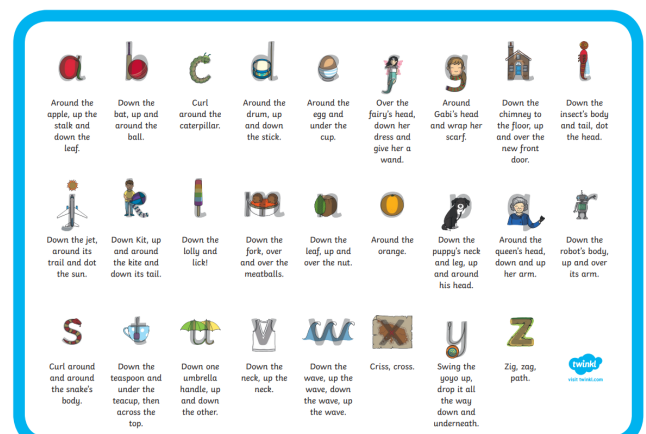 a b c d e f g h i
Around the
apple, up the
stalk and
down the
leaf.
Down the
bat, up and
around the
ball.
Curl
around the
caterpillar.
Around the
drum, up
and down
the stick.
Around the
egg and
under the
cup.
Over the
fairy's head,
down her
dress and
give her a
wand.
Around
Gabi's head
and wrap her
scarf.
Down the
chimney to
the floor, up
and over the
new front
door.
Down the
insect's body
and tail, dot
the head.
j k l m n o p q r
Down the jet,
around its
trail and dot
the sun.
Down Kit, up
and around
the kite and
down its tail.
Down the
lolly and
lick!
Down the
fork, over
and over the
meatballs.
Down the
leaf, up and
over the nut.
Around the
orange.
Down the
puppy's neck
and leg, up
and around
his head.
Around the
queen's head,
down and up
her arm.
Down the
robot's body,
up and over
its arm.
s t u v w x y z
Curl around
and around
the snake's
body.
Down the
teaspoon and
under the
teacup, then
across the
top.
Down one
umbrella
handle, up
and down
the other.
Down the
neck, up the
neck.
Down the
wave, up the
wave, down
the wave, up
the wave.
Criss, cross.
Swing the
yoyo up,
drop it all
the way
down and
underneath.
Zig, zag,
path.
twinkl
visit twinkl.com